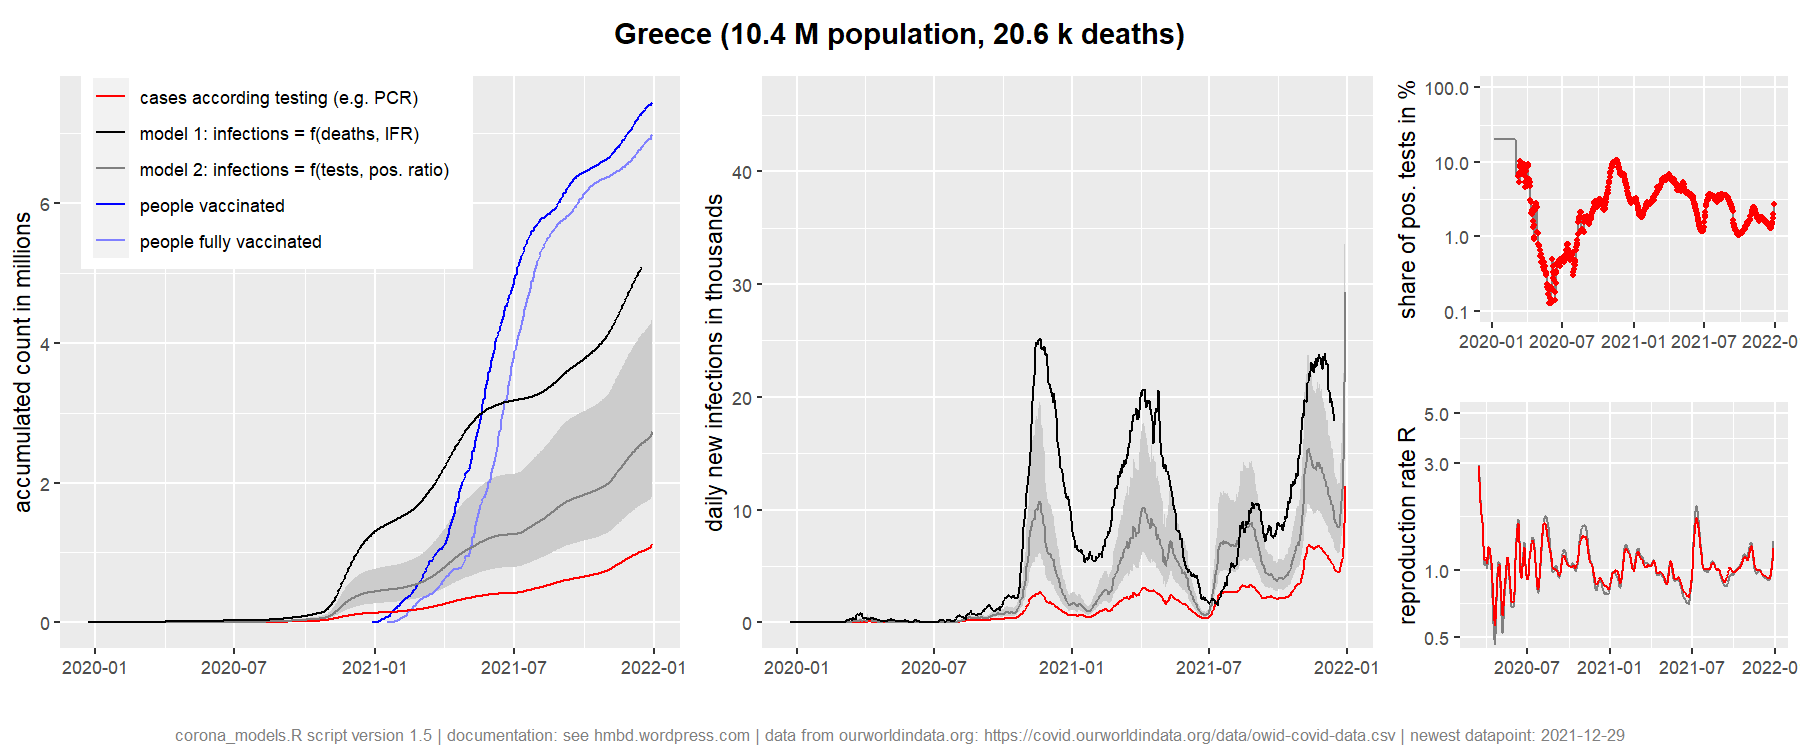 Greece (10.4 M population, 20.6 k deaths)
accumulated count in millions
cases according testing (e.g. PCR)
model 1: infections = f(deaths, IFR)
model 2: infections = f(tests, pos. ratio)
people vaccinated
people fully vaccinated
6
4
2
0
2020-01 2020-07 2021-01 2021-07 2022-01
daily new infections in thousands
40
30
20
10
0
2020-01 2020-07 2021-01 2021-07 2022-01
share of pos. tests in %
100.0
10.0
1.0
0.1
2020-01 2020-07 2021-01 2021-07 2022-0
reproduction rate R
5.0
3.0
1.0
0.5
2020-07 2021-01 2021-07 2022-0
corona_models.R script version 1.5 | documentation: see hmbd.wordpress.com | data from ourworldindata.org: https://covid.ourworldindata.org/data/owid-covid-data.csv | newest datapoint: 2021-12-29